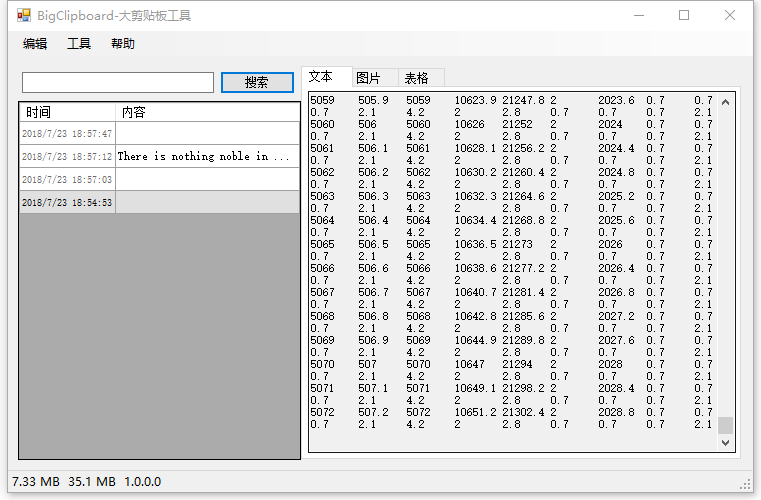 BigClipboard-大剪贴板工具
编辑 工具 帮助
搜索
文本 图片 表格
时间 内容
2018/7/23 18:57:47
2018/7/23 18:57:12 There is nothing noble in ...
2018/7/23 18:57:03
2018/7/23 18:54:53
5059 505.9 5059 10623.9 21247.8 2 2023.6 0.7 0.7
0.7 2.1 4.2 2 2.8 0.7 0.7 0.7 2.1
5060 506 5060 10626 21252 2 2024 0.7 0.7
0.7 2.1 4.2 2 2.8 0.7 0.7 0.7 2.1
5061 506.1 5061 10628.1 21256.2 2 2024.4 0.7 0.7
0.7 2.1 4.2 2 2.8 0.7 0.7 0.7 2.1
5062 506.2 5062 10630.2 21260.4 2 2024.8 0.7 0.7
0.7 2.1 4.2 2 2.8 0.7 0.7 0.7 2.1
5063 506.3 5063 10632.3 21264.6 2 2025.2 0.7 0.7
0.7 2.1 4.2 2 2.8 0.7 0.7 0.7 2.1
5064 506.4 5064 10634.4 21268.8 2 2025.6 0.7 0.7
0.7 2.1 4.2 2 2.8 0.7 0.7 0.7 2.1
5065 506.5 5065 10636.5 21273 2 2026 0.7 0.7
0.7 2.1 4.2 2 2.8 0.7 0.7 0.7 2.1
5066 506.6 5066 10638.6 21277.2 2 2026.4 0.7 0.7
0.7 2.1 4.2 2 2.8 0.7 0.7 0.7 2.1
5067 506.7 5067 10640.7 21281.4 2 2026.8 0.7 0.7
0.7 2.1 4.2 2 2.8 0.7 0.7 0.7 2.1
5068 506.8 5068 10642.8 21285.6 2 2027.2 0.7 0.7
0.7 2.1 4.2 2 2.8 0.7 0.7 0.7 2.1
5069 506.9 5069 10644.9 21289.8 2 2027.6 0.7 0.7
0.7 2.1 4.2 2 2.8 0.7 0.7 0.7 2.1
5070 507 5070 10647 21294 2 2028 0.7 0.7
0.7 2.1 4.2 2 2.8 0.7 0.7 0.7 2.1
5071 507.1 5071 10649.1 21298.2 2 2028.4 0.7 0.7
0.7 2.1 4.2 2 2.8 0.7 0.7 0.7 2.1
5072 507.2 5072 10651.2 21302.4 2 2028.8 0.7 0.7
0.7 2.1 4.2 2 2.8 0.7 0.7 0.7 2.1
7.33 MB 35.1 MB 1.0.0.0